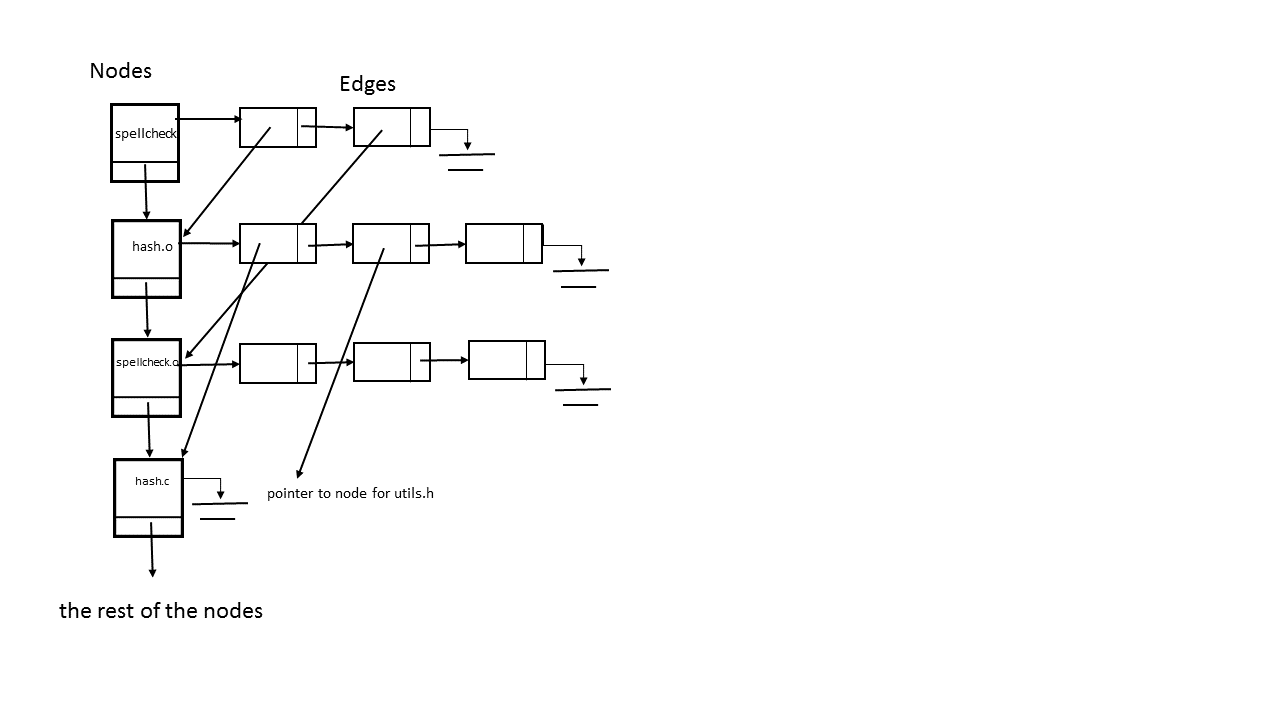 Nodes
Edges
spellcheck
hash.o
spellcheck.o
hash.c
pointer to node for utils.h
the rest of the nodes